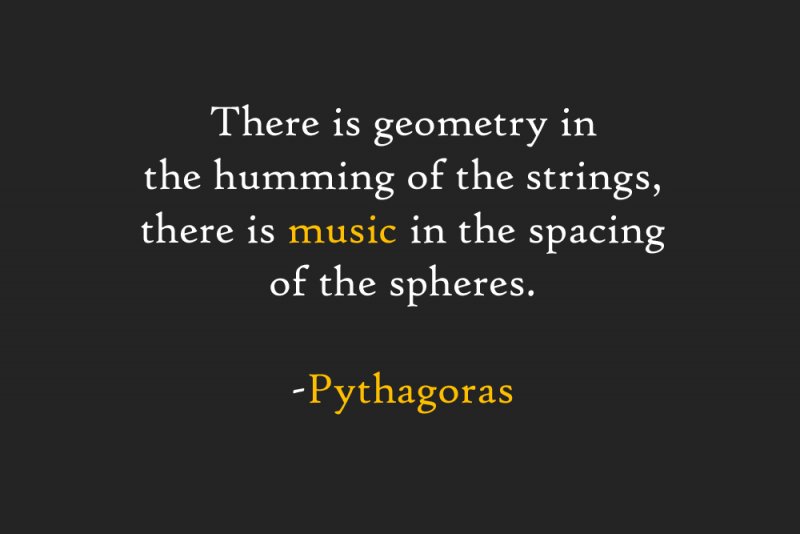 There is geometry in
the humming of the strings,
there is music in the spacing
of the spheres.
-Pythagoras